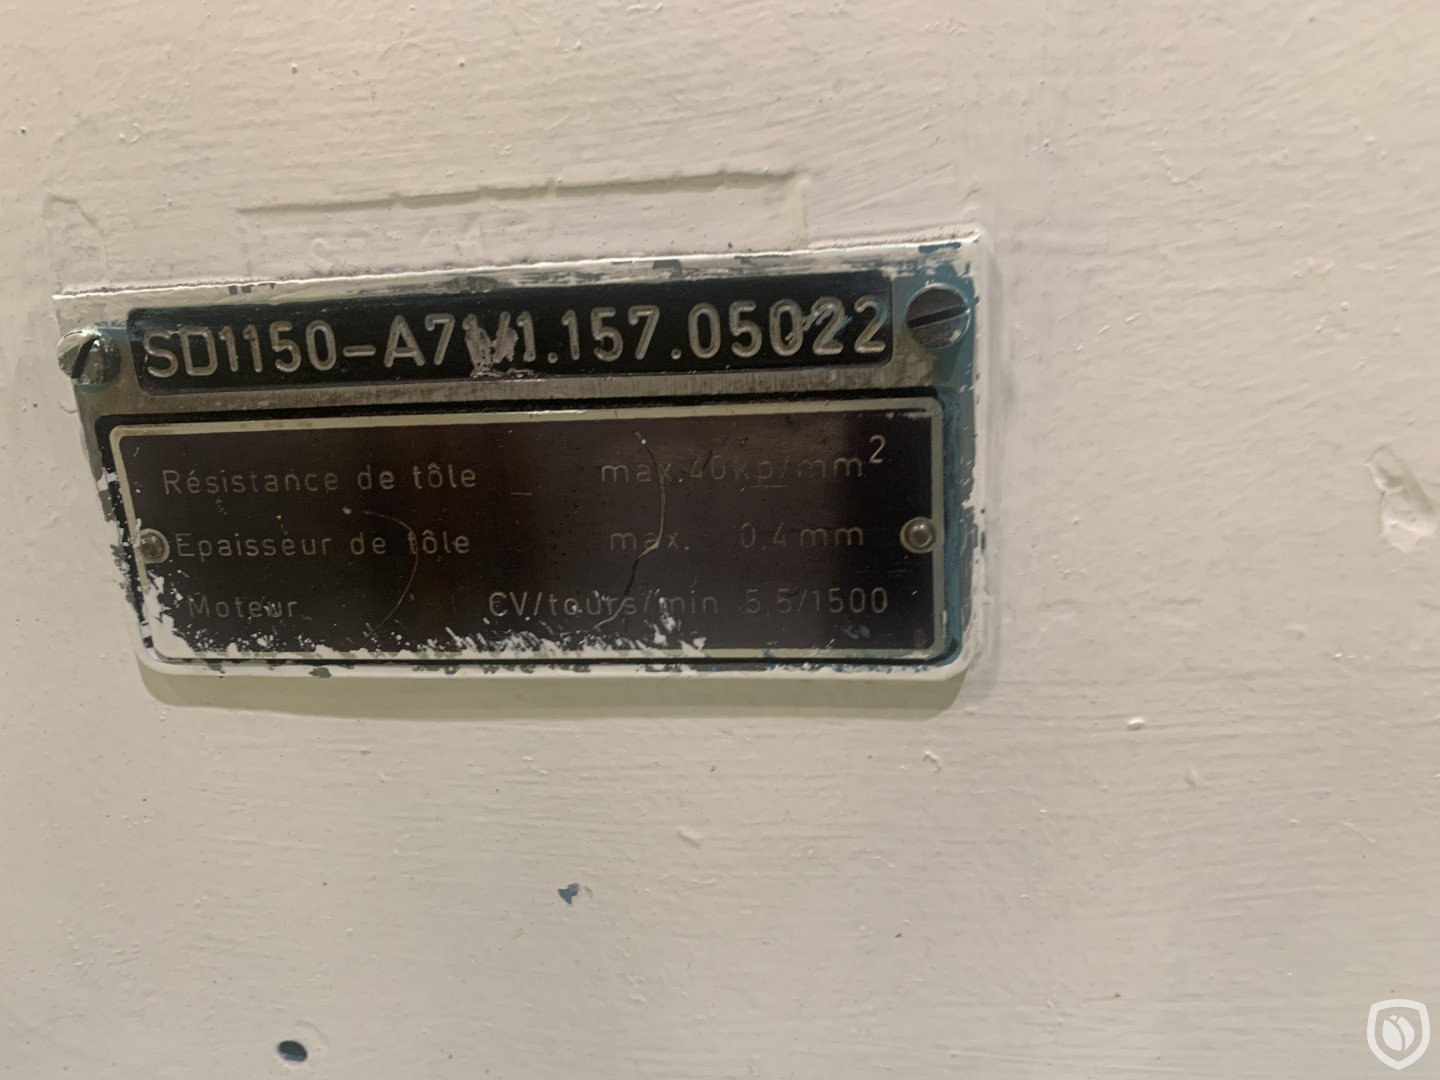 SD1150-A7 1.157.05022
Résistance de tôle max.40kp/mm²
Epaisseur de tôle max. 0,4mm
Moteur CV/tours/min 5,5/1500